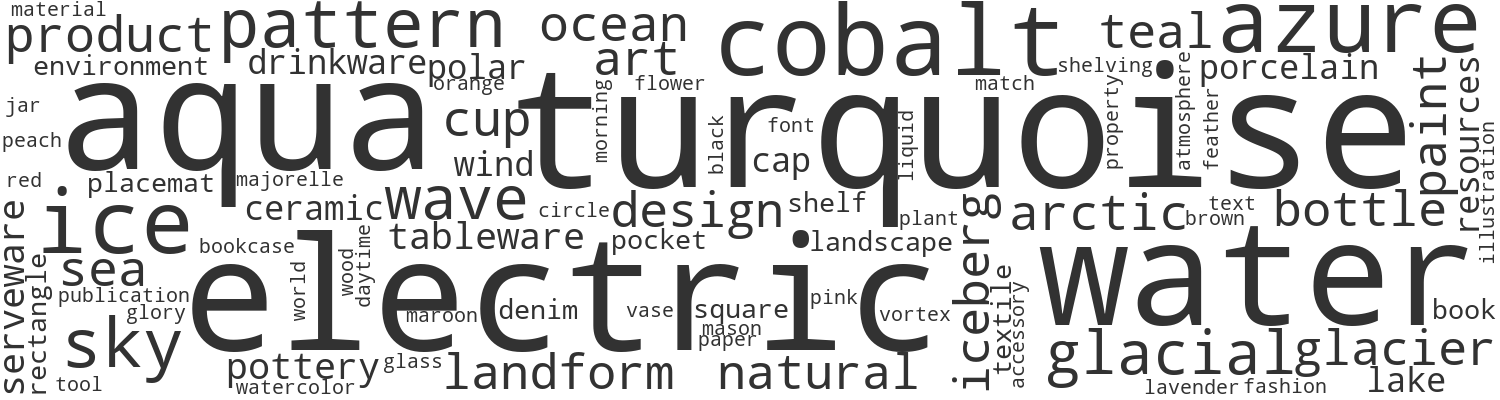 material
product
pattern
ocean
cobalt
teal
azure
environment
drinkware
polar
art
shelving
porcelain
orange
flower
match
jar
aqua
cup
turquoise
morning
black
font
liquid
property
atmosphere
feather
paint
resources
illustration
peach
wind
cap
red
placemat
majorelle
ice
ceramic
wave
circle
design
shelf
plant
iceberg
arctic
text
brown
bottle
serveware
bookcase
wood
daytime
tableware
pocket
landscape
water
sea
rectangle
publication
glory
world
electric
maroon
denim
vase
square
mason
paper
pink
vortex
textile
accessory
book
sky
pottery
glass
landform
natural
glacial
glacier
tool
watercolor
lavender
fashion
lake